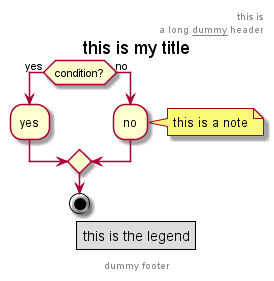 this is
a long dummy header
this is my title
yes
condition?
no
yes
no
this is a note
this is the legend
dummy footer